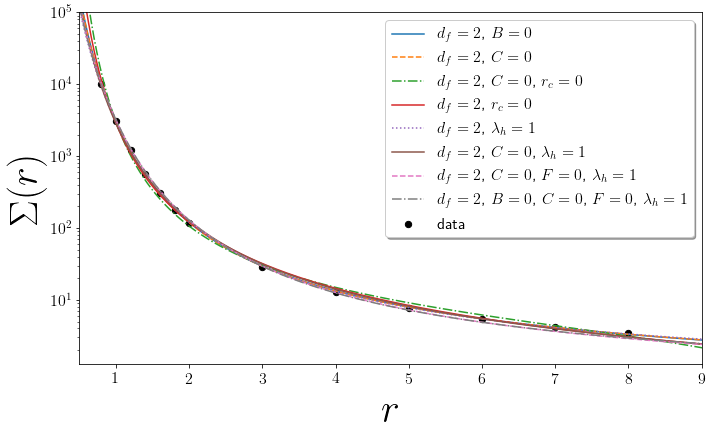 10^5
10^4
10^3
10^2
10^1
Σ(r)
d_f = 2, B = 0
d_f = 2, C = 0
d_f = 2, C = 0, r_c = 0
d_f = 2, r_c = 0
d_f = 2, λ_h = 1
d_f = 2, C = 0, λ_h = 1
d_f = 2, C = 0, F = 0, λ_h = 1
d_f = 2, B = 0, C = 0, F = 0, λ_h = 1
data
1 2 3 4 5 6 7 8 9
r